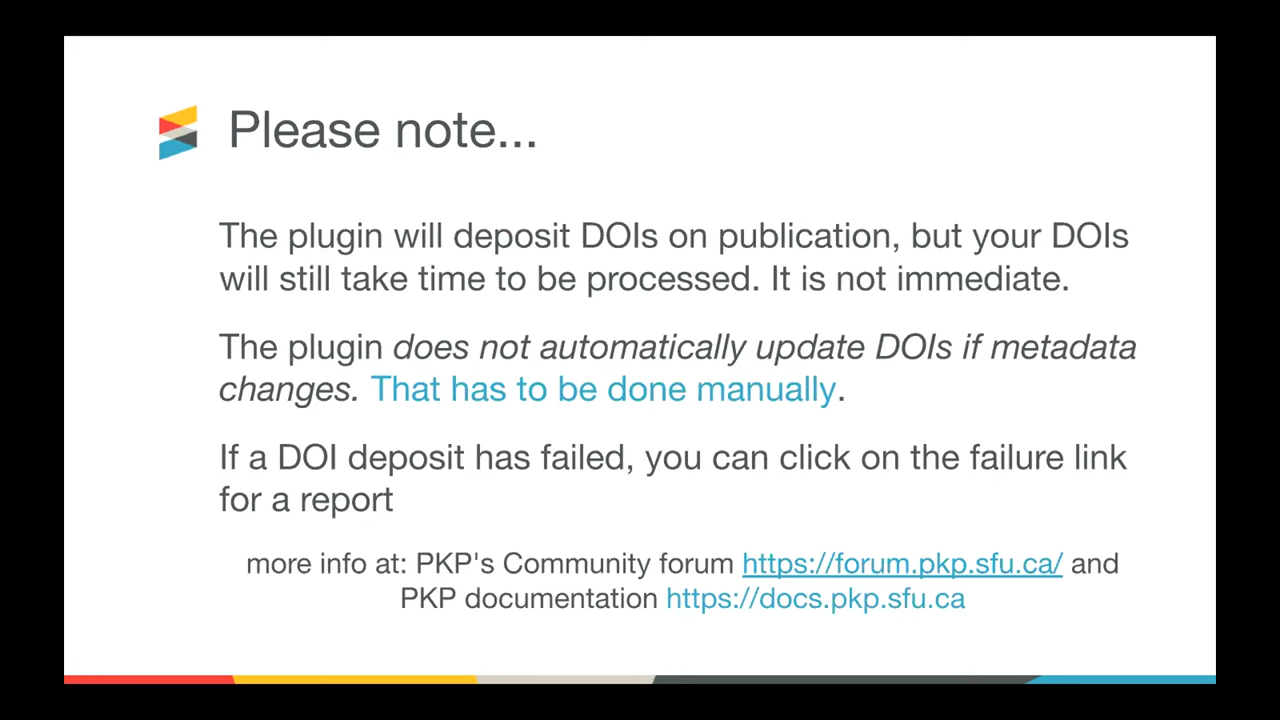 Please note...
The plugin will deposit DOIs on publication, but your DOIs
will still take time to be processed. It is not immediate.
The plugin does not automatically update DOIs if metadata
changes. That has to be done manually.
If a DOI deposit has failed, you can click on the failure link
for a report
more info at: PKP's Community forum https://forum.pkp.sfu.ca/ and
PKP documentation https://docs.pkp.sfu.ca